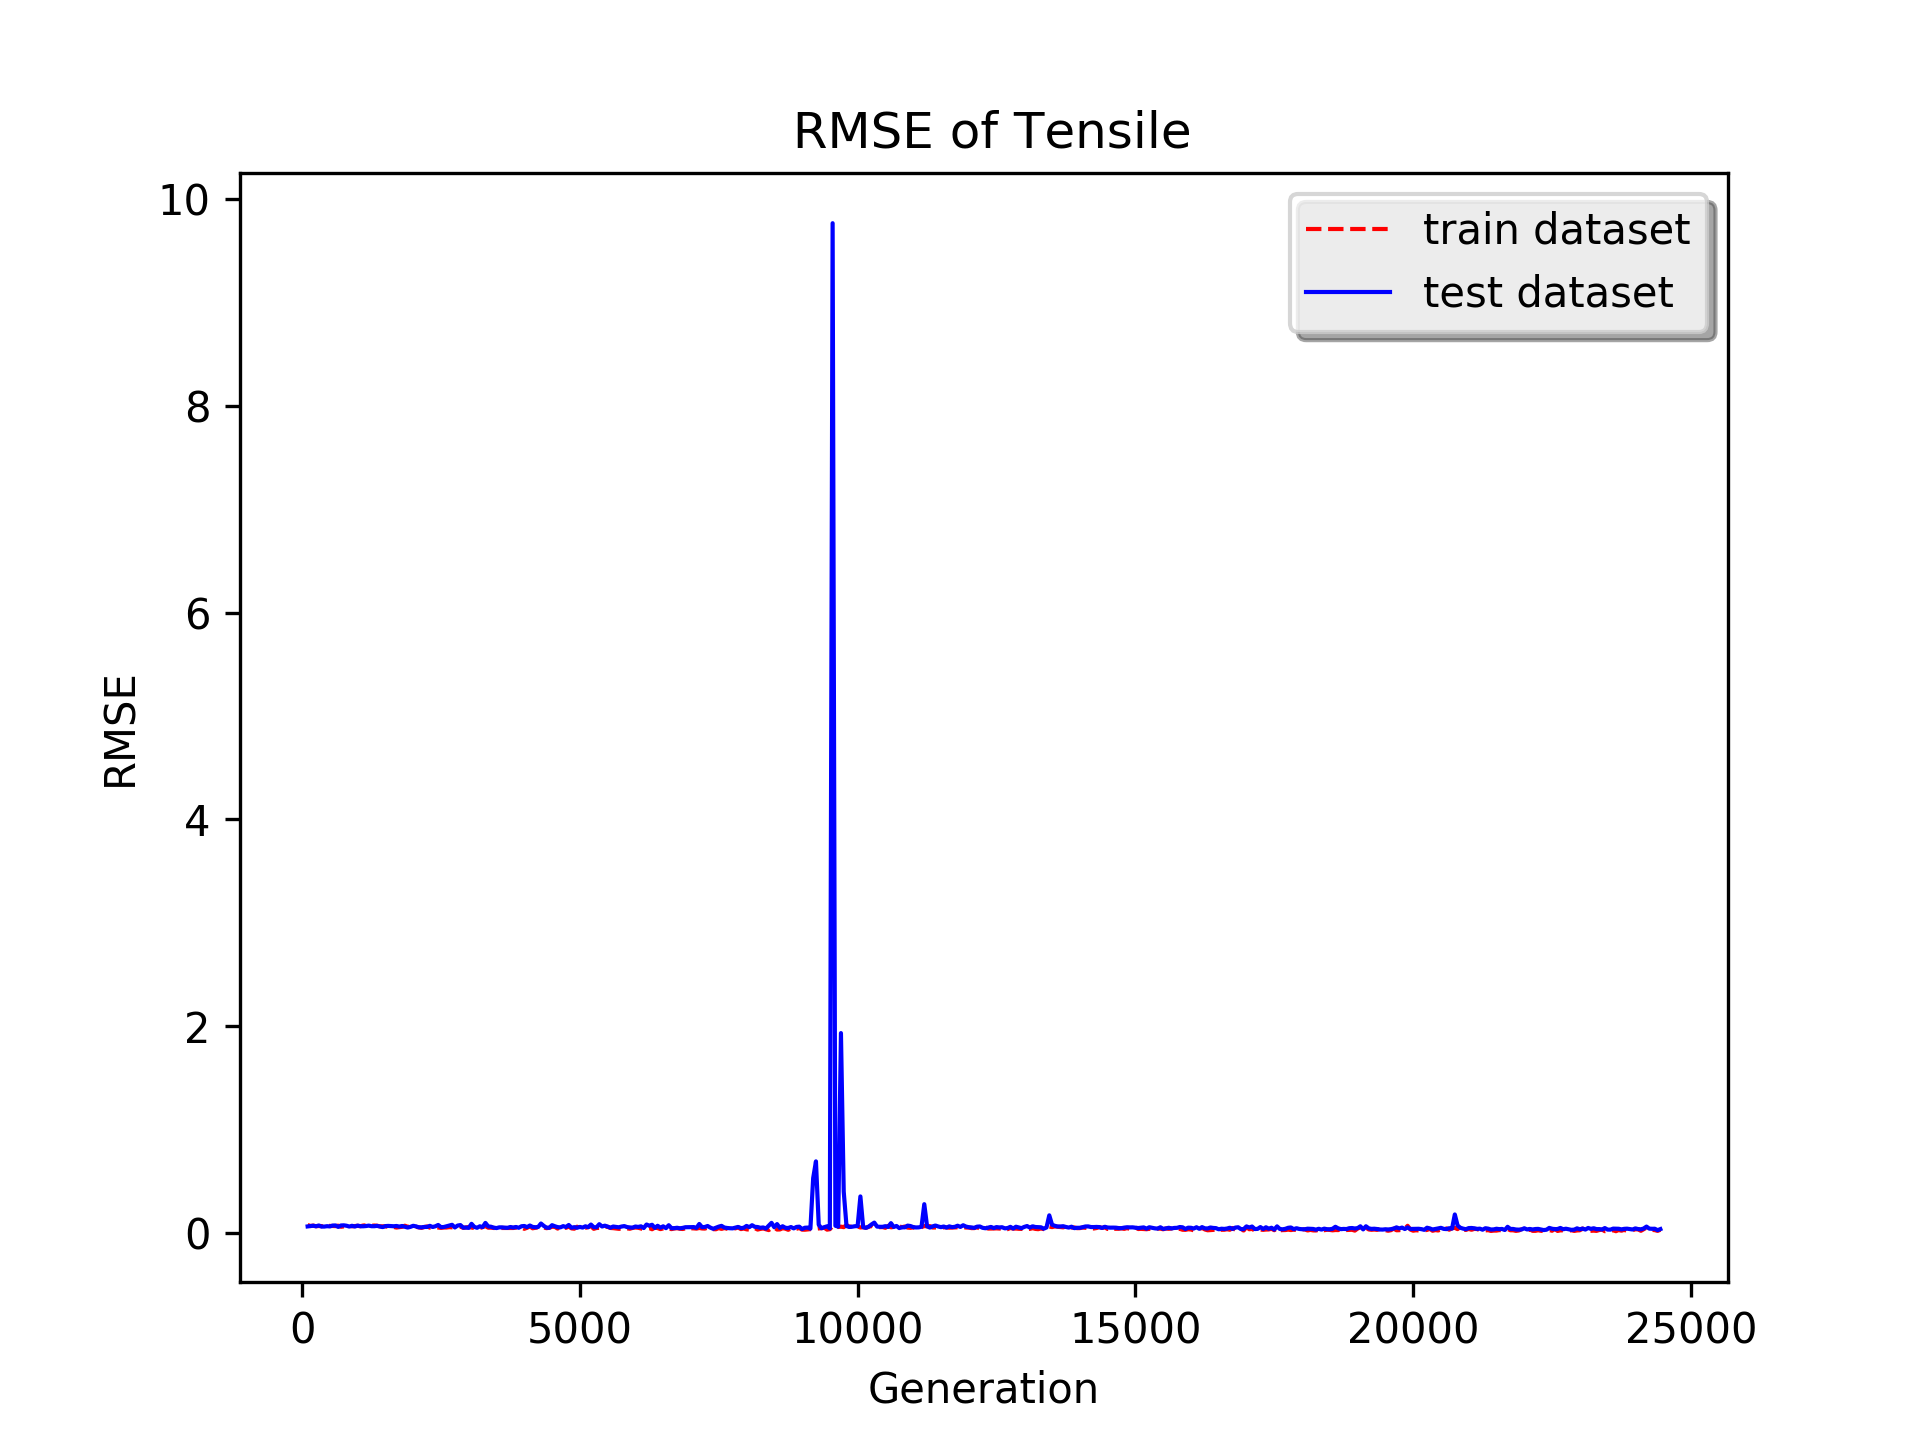 RMSE of Tensile
train dataset
test dataset
10
8
6
4
2
0
RMSE
0 5000 10000 15000 20000 25000
Generation